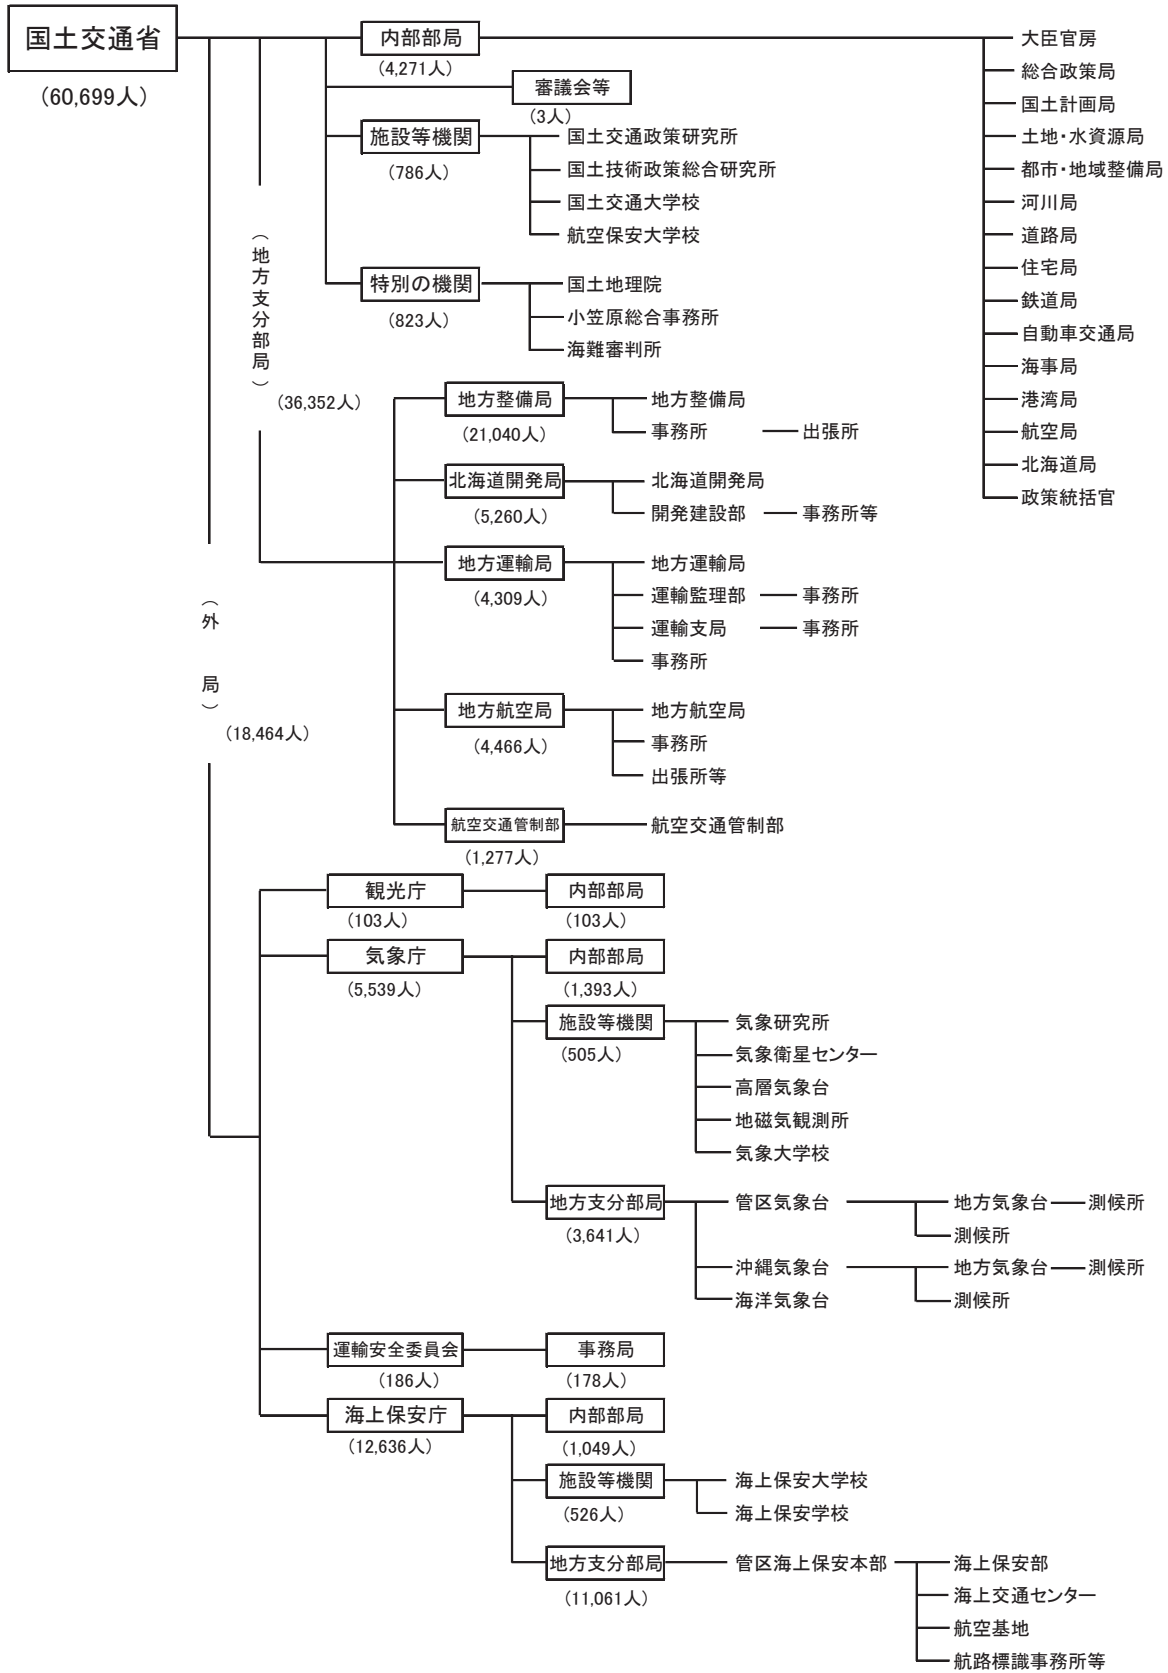 国土交通省
(60,699人)
内部部局
(4,271人)
大臣官房
総合政策局
国土計画局
土地・水資源局
都市・地域整備局
河川局
道路局
住宅局
鉄道局
自動車交通局
海事局
港湾局
航空局
北海道局
政策統括官
審議会等
(3人)
施設等機関
(786人)
国土交通政策研究所
国土技術政策総合研究所
国土交通大学校
航空保安大学校
特別の機関
(823人)
国土地理院
小笠原総合事務所
海難審判所
(地方支分部局)
(36,352人)
地方整備局
(21,040人)
地方整備局
事務所 出張所
北海道開発局
(5,260人)
北海道開発局
開発建設部 事務所等
地方運輸局
(4,309人)
地方運輸局
運輸監理部 事務所
運輸支局 事務所
事務所
地方航空局
(4,466人)
地方航空局
事務所
出張所等
航空交通管制部
(1,277人)
航空交通管制部
(外局)
(18,464人)
観光庁
(103人)
内部部局
(103人)
気象庁
(5,539人)
内部部局
(1,393人)
施設等機関
(505人)
気象研究所
気象衛星センター
高層気象台
地磁気観測所
気象大学校
地方支分部局
(3,641人)
管区気象台 地方気象台 測候所
測候所
沖縄気象台 地方気象台 測候所
海洋気象台 測候所
運輸安全委員会
(186人)
事務局
(178人)
海上保安庁
(12,636人)
内部部局
(1,049人)
施設等機関
(526人)
海上保安大学校
海上保安学校
地方支分部局
(11,061人)
管区海上保安本部
海上保安部
海上交通センター
航空基地
航路標識事務所等